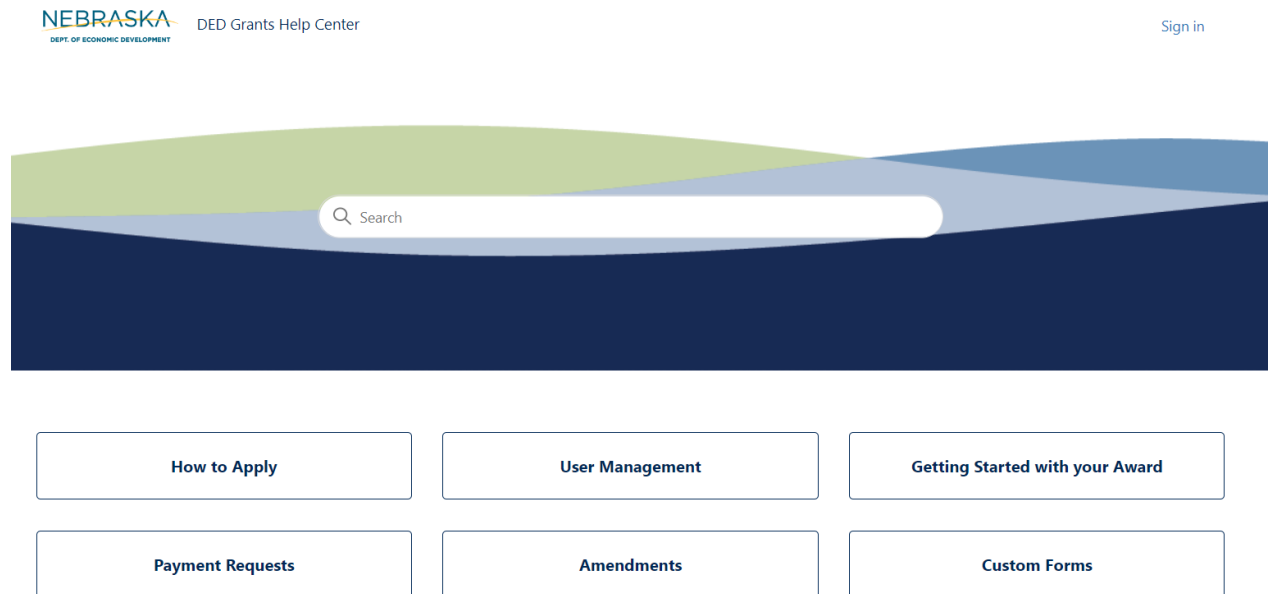 NEBRASKA
DEPT. OF ECONOMIC DEVELOPMENT
DED Grants Help Center
Sign in
Search
How to Apply
User Management
Getting Started with your Award
Payment Requests
Amendments
Custom Forms